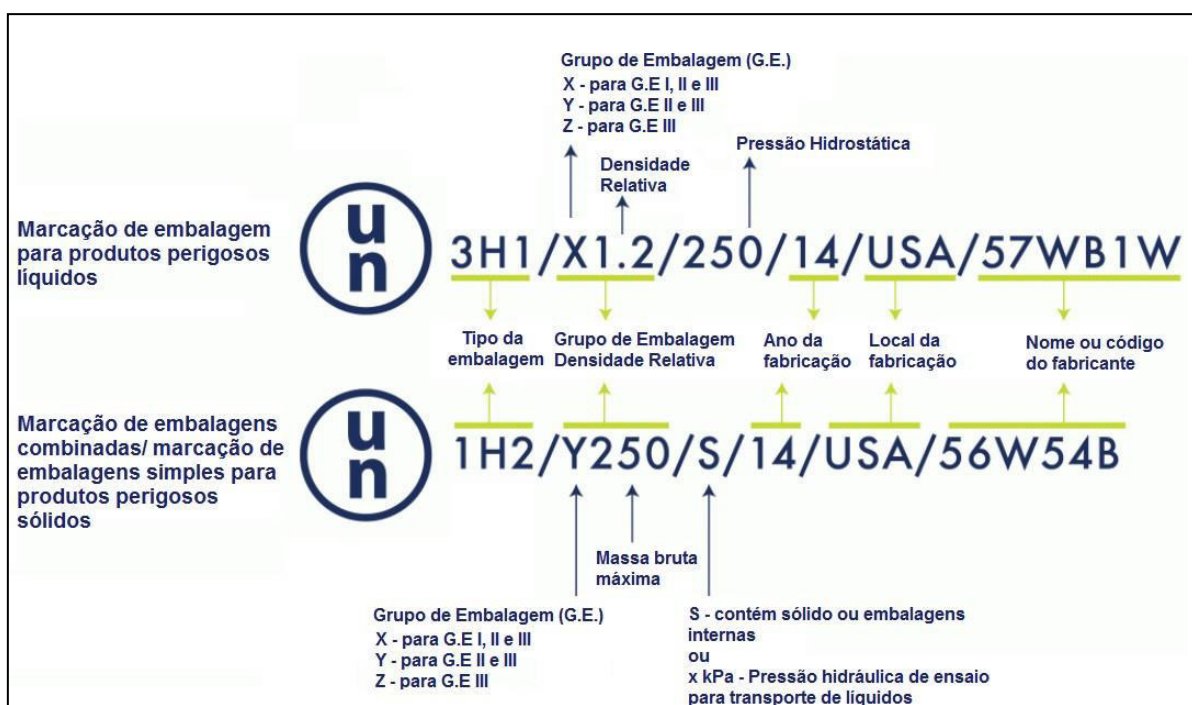 Grupo de Embalagem (G.E.)
X - para G.E I, II e III
Y - para G.E II e III
Z - para G.E III
Densidade
Relativa
Pressão Hidrostática
Marcação de embalagem
para produtos perigosos
líquidos
un
3H1/X1.2/250/14/USA/57WB1W
Tipo da
embalagem
Grupo de Embalagem
Densidade Relativa
Ano da
fabricação
Local da
fabricação
Nome ou código
do fabricante
Marcação de embalagens
combinadas/ marcação de
embalagens simples para
produtos perigosos
sólidos
un
1H2/Y250/S/14/USA/56W54B
Massa bruta
máxima
Grupo de Embalagem (G.E.)
X - para G.E I, II e III
Y - para G.E II e III
Z - para G.E III
S - contém sólido ou embalagens
internas
ou
x kPa - Pressão hidráulica de ensaio
para transporte de líquidos